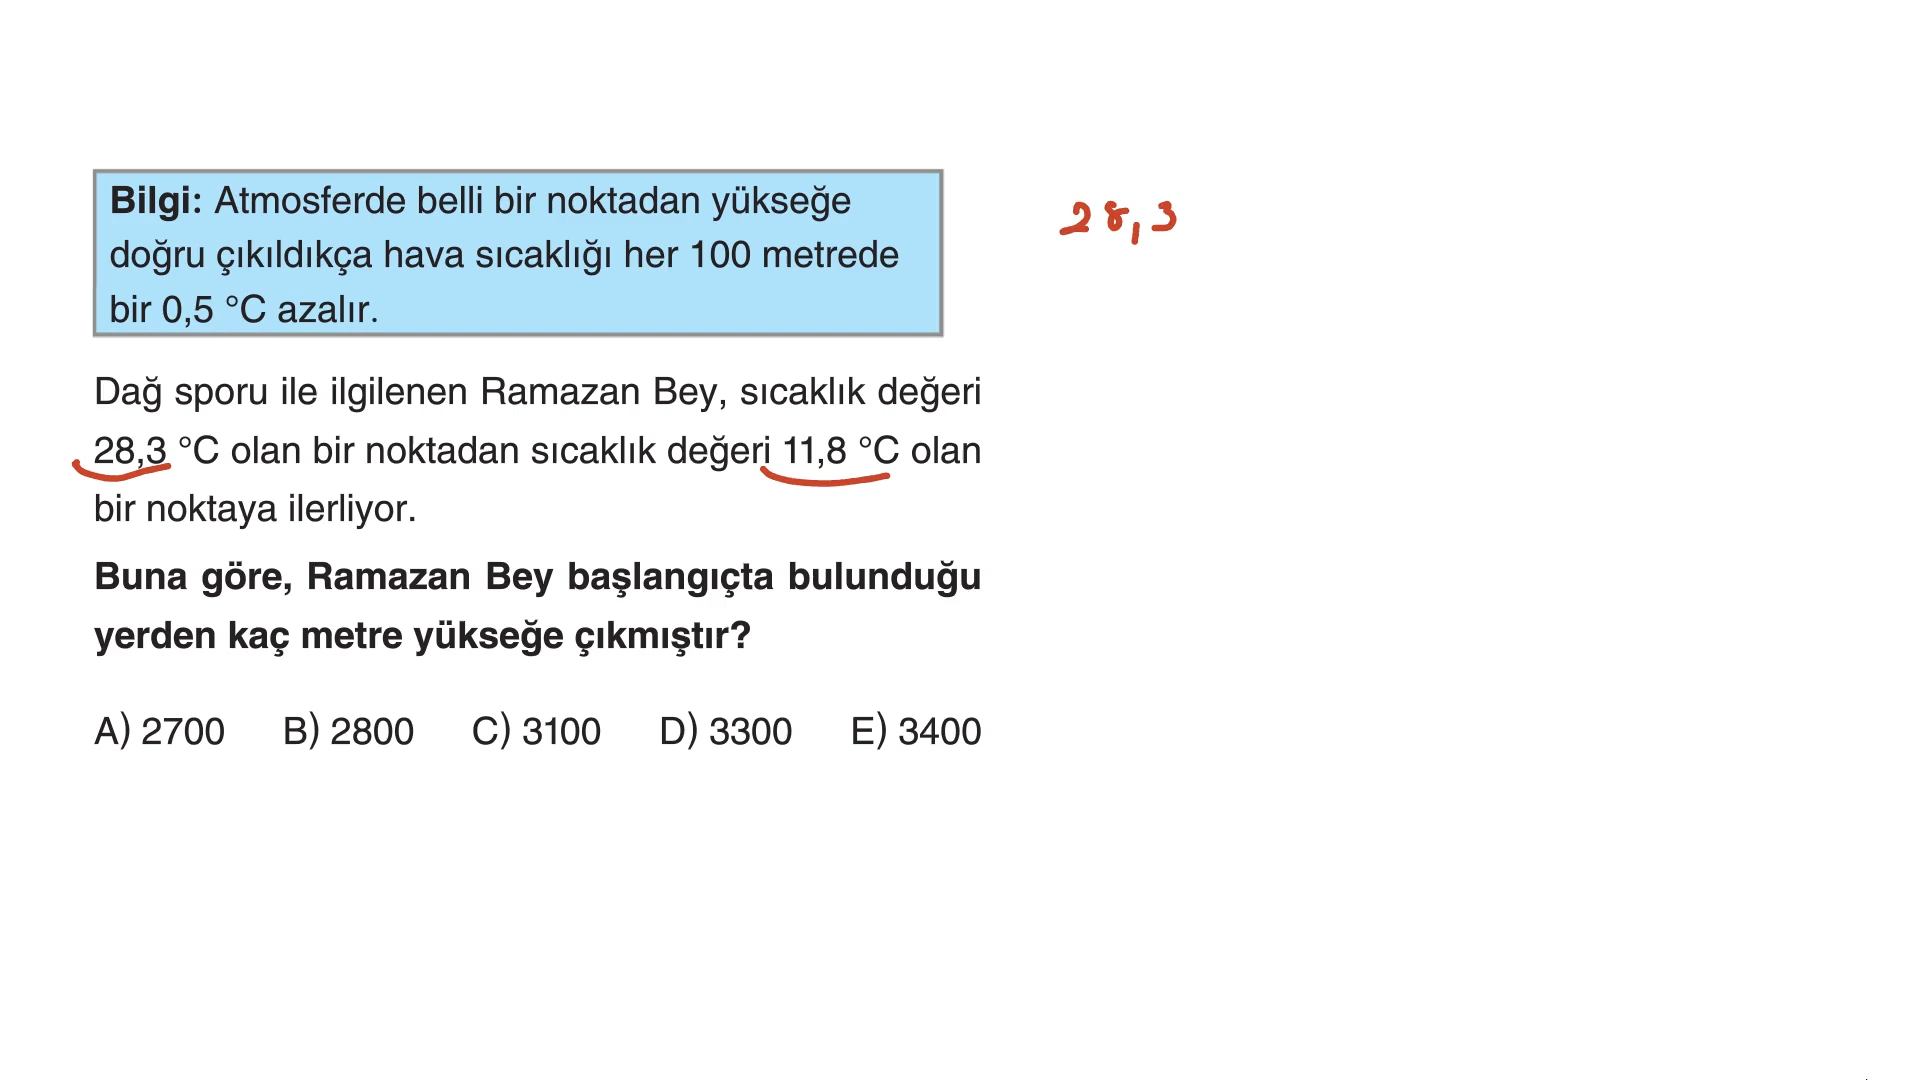 Bilgi: Atmosferde belli bir noktadan yükseğe
doğru çıkıldıkça hava sıcaklığı her 100 metrede
bir 0,5 °C azalır.
28,3
Dağ sporu ile ilgilenen Ramazan Bey, sıcaklık değeri
28,3 °C olan bir noktadan sıcaklık değeri 11,8 °C olan
bir noktaya ilerliyor.
Buna göre, Ramazan Bey başlangıçta bulunduğu
yerden kaç metre yükseğe çıkmıştır?
A) 2700 B) 2800 C) 3100 D) 3300 E) 3400